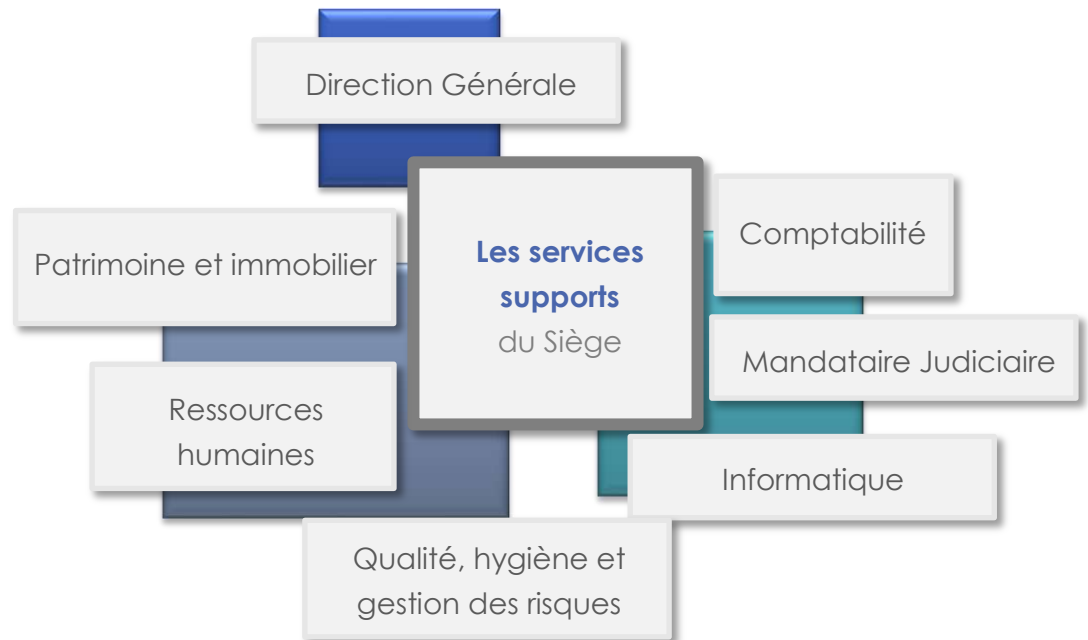 Direction Générale
Les services
supports
du Siège
Patrimoine et immobilier
Comptabilité
Mandataire Judiciaire
Ressources
humaines
Informatique
Qualité, hygiène et
gestion des risques